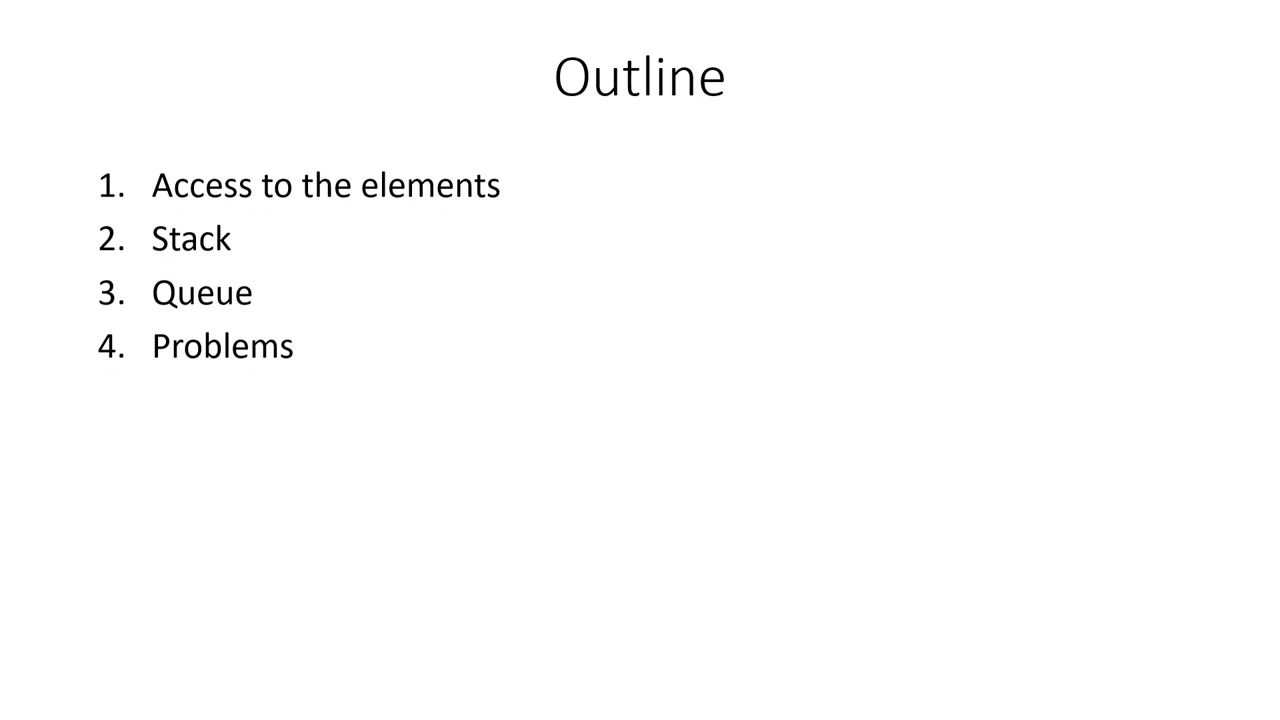 Outline
1. Access to the elements
2. Stack
3. Queue
4. Problems